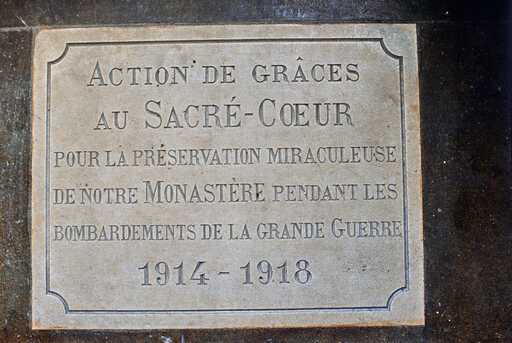 Action de grâces
au Sacré-Cœur
pour la préservation miraculeuse
de notre Monastère pendant les
bombardements de la grande Guerre
1914 - 1918